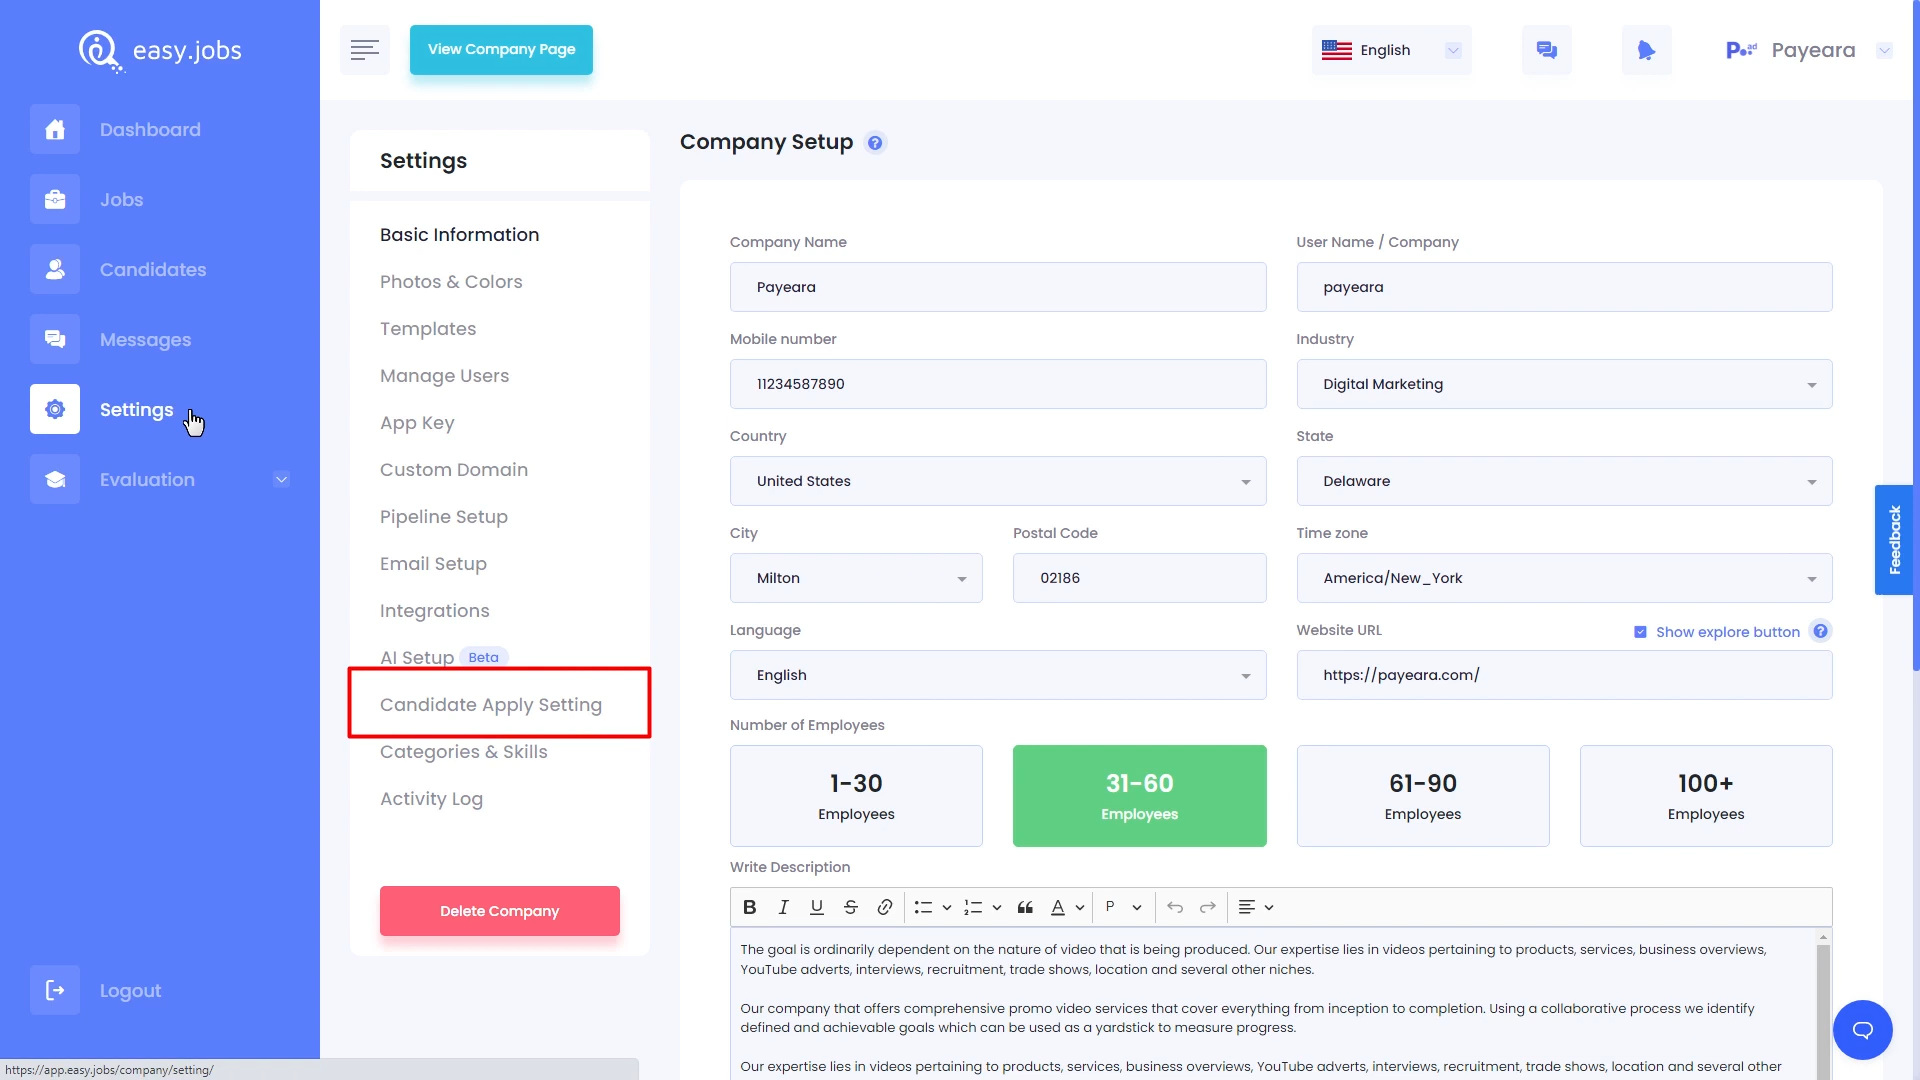 easy.jobs
View Company Page
English
P ad Payeara
Dashboard
Jobs
Candidates
Messages
Settings
Evaluation
Logout
Settings
Basic Information
Photos & Colors
Templates
Manage Users
App Key
Custom Domain
Pipeline Setup
Email Setup
Integrations
AI Setup Beta
Candidate Apply Setting
Categories & Skills
Activity Log
Delete Company
Company Setup ?
Company Name
Payeara
User Name / Company
payeara
Mobile number
11234587890
Industry
Digital Marketing
Country
United States
State
Delaware
City
Milton
Postal Code
02186
Time zone
America/New_York
Language
English
Website URL
Show explore button ?
https://payeara.com/
Number of Employees
1-30
Employees
31-60
Employees
61-90
Employees
100+
Employees
Write Description
B I U S P
The goal is ordinarily dependent on the nature of video that is being produced. Our expertise lies in videos pertaining to products, services, business overviews,
YouTube adverts, interviews, recruitment, trade shows, location and several other niches.
Our company that offers comprehensive promo video services that cover everything from inception to completion. Using a collaborative process we identify
defined and achievable goals which can be used as a yardstick to measure progress.
Our expertise lies in videos pertaining to products, services, business overviews, YouTube adverts, interviews, recruitment, trade shows, location and several other
Feedback
https://app.easy.jobs/company/setting/